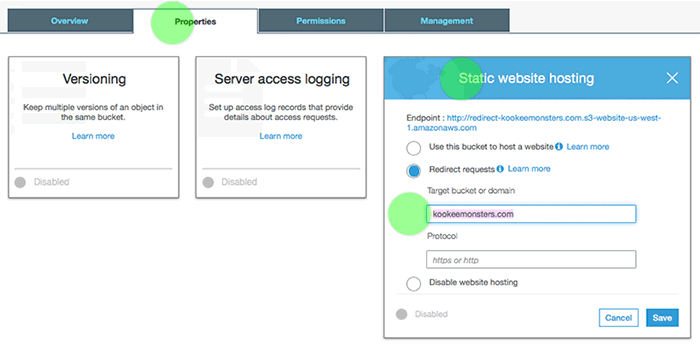 Overview
Properties
Permissions
Management
Versioning
Keep multiple versions of an object in
the same bucket.
Learn more
Disabled
Server access logging
Set up access log records that provide
details about access requests.
Learn more
Disabled
Static website hosting
Endpoint : http://redirect-kookeemonsters.com.s3-website-us-west-
1.amazonaws.com
Use this bucket to host a website Learn more
Redirect requests Learn more
Target bucket or domain
kookeemonsters.com
Protocol
https or http
Disable website hosting
Disabled
Cancel
Save